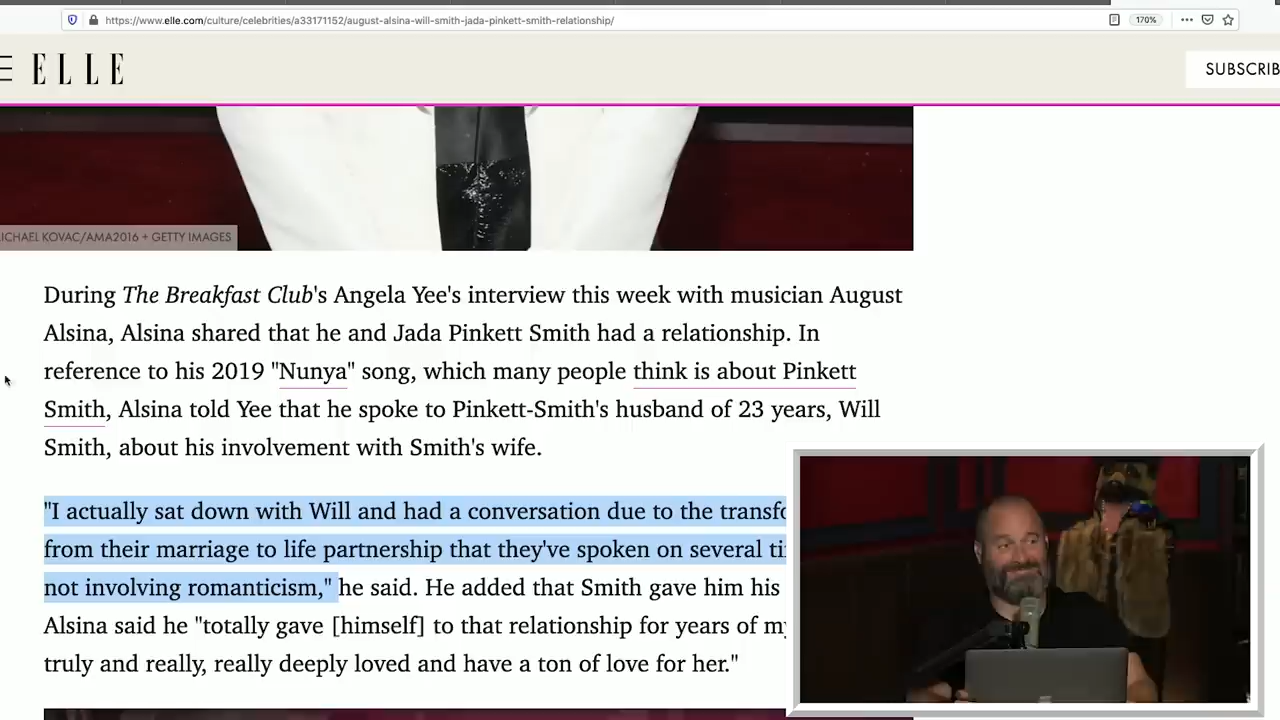 https://www.elle.com/culture/celebrities/a33171152/august-alsina-will-smith-jada-pinkett-smith-relationship/
170%
ELLE
SUBSCRIB
ICHAEL KOVAC/AMA2016 + GETTY IMAGES
During The Breakfast Club's Angela Yee's interview this week with musician August
Alsina, Alsina shared that he and Jada Pinkett Smith had a relationship. In
reference to his 2019 "Nunya" song, which many people think is about Pinkett
Smith, Alsina told Yee that he spoke to Pinkett-Smith's husband of 23 years, Will
Smith, about his involvement with Smith's wife.
"I actually sat down with Will and had a conversation due to the transfo
from their marriage to life partnership that they've spoken on several ti
not involving romanticism," he said. He added that Smith gave him his
Alsina said he "totally gave [himself] to that relationship for years of my
truly and really, really deeply loved and have a ton of love for her."